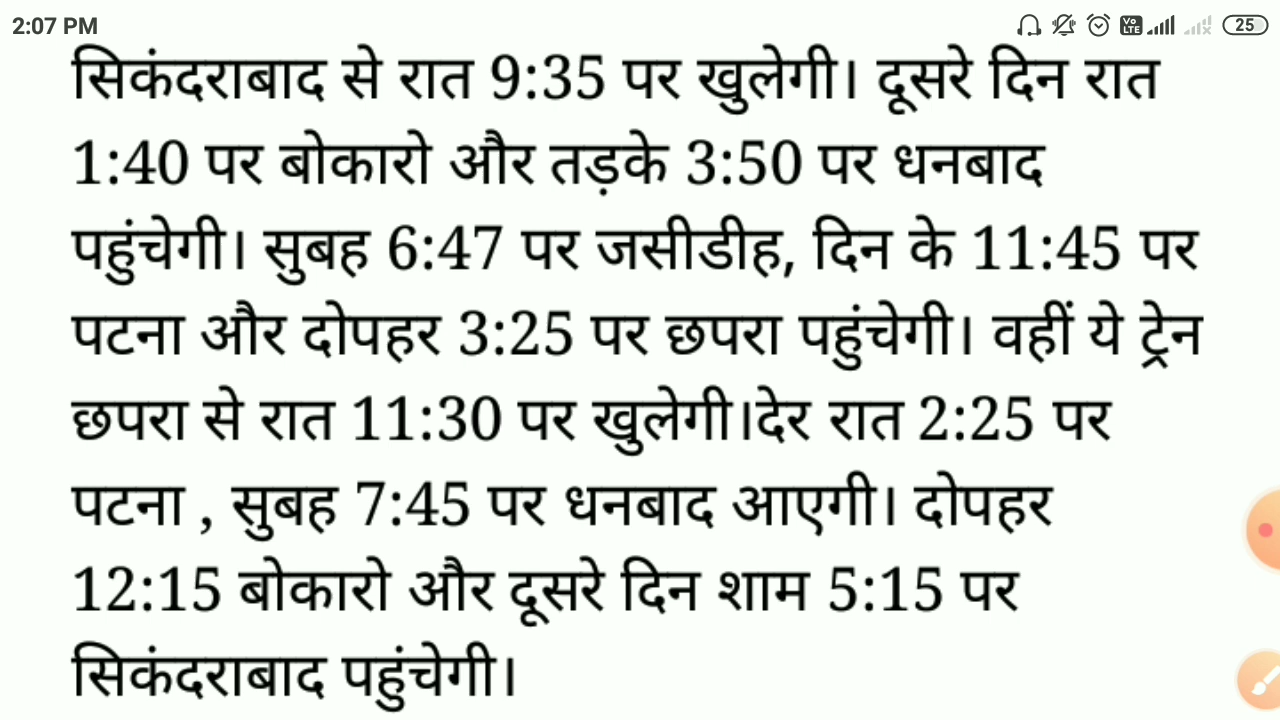 2:07 PM
Vo LTE
25
सिकंदराबाद से रात 9:35 पर खुलेगी। दूसरे दिन रात
1:40 पर बोकारो और तड़के 3:50 पर धनबाद
पहुंचेगी। सुबह 6:47 पर जसीडीह, दिन के 11:45 पर
पटना और दोपहर 3:25 पर छपरा पहुंचेगी। वहीं ये ट्रेन
छपरा से रात 11:30 पर खुलेगी।देर रात 2:25 पर
पटना , सुबह 7:45 पर धनबाद आएगी। दोपहर
12:15 बोकारो और दूसरे दिन शाम 5:15 पर
सिकंदराबाद पहुंचेगी।